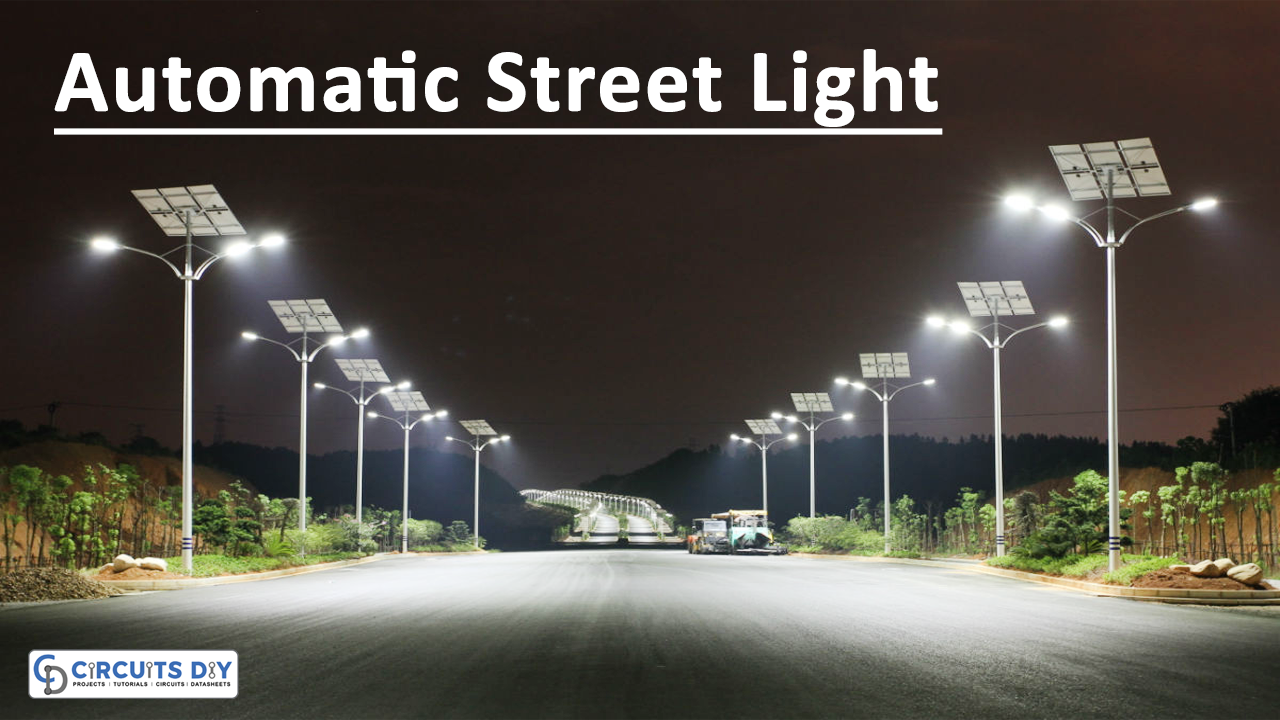 Automatic Street Light
CiRCUiTS DiY
PROJECTS | TUTORIALS | CIRCUITS | DATASHEETS